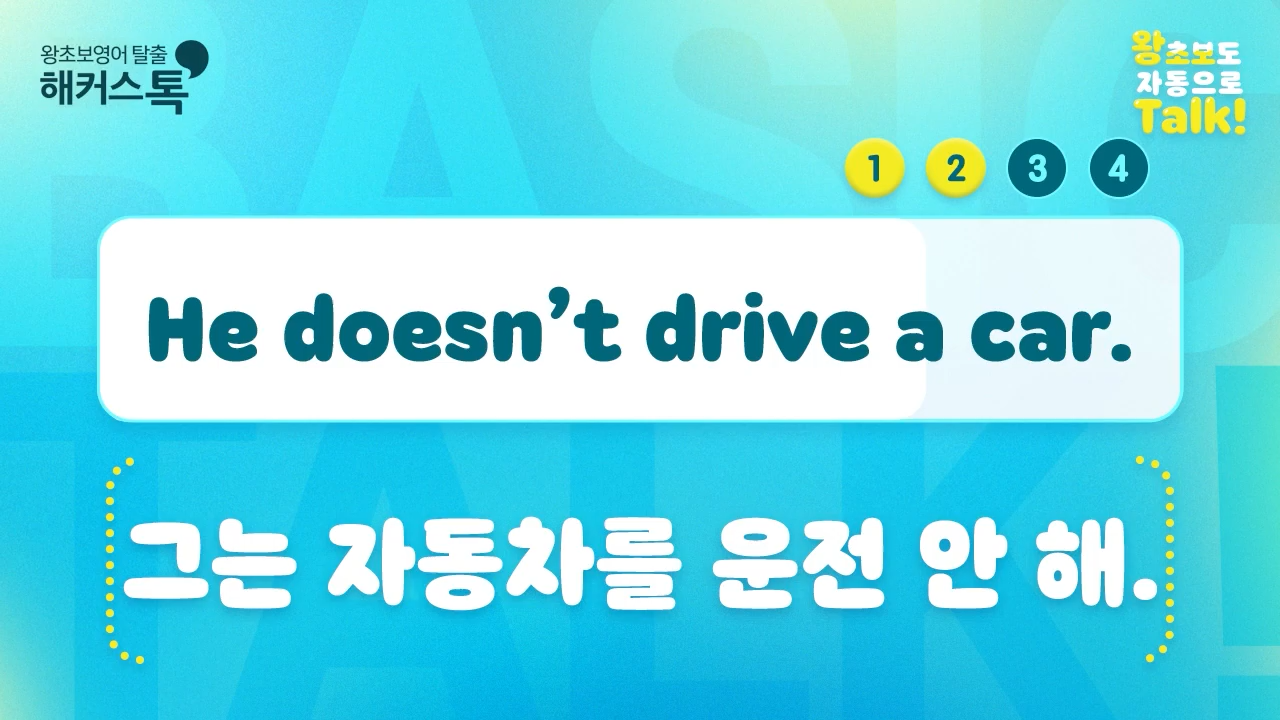 왕초보영어 탈출
해커스톡
왕초보도
자동으로
Talk!
1 2 3 4
He doesn't drive a car.
그는 자동차를 운전 안 해.
BASIC
TALK!